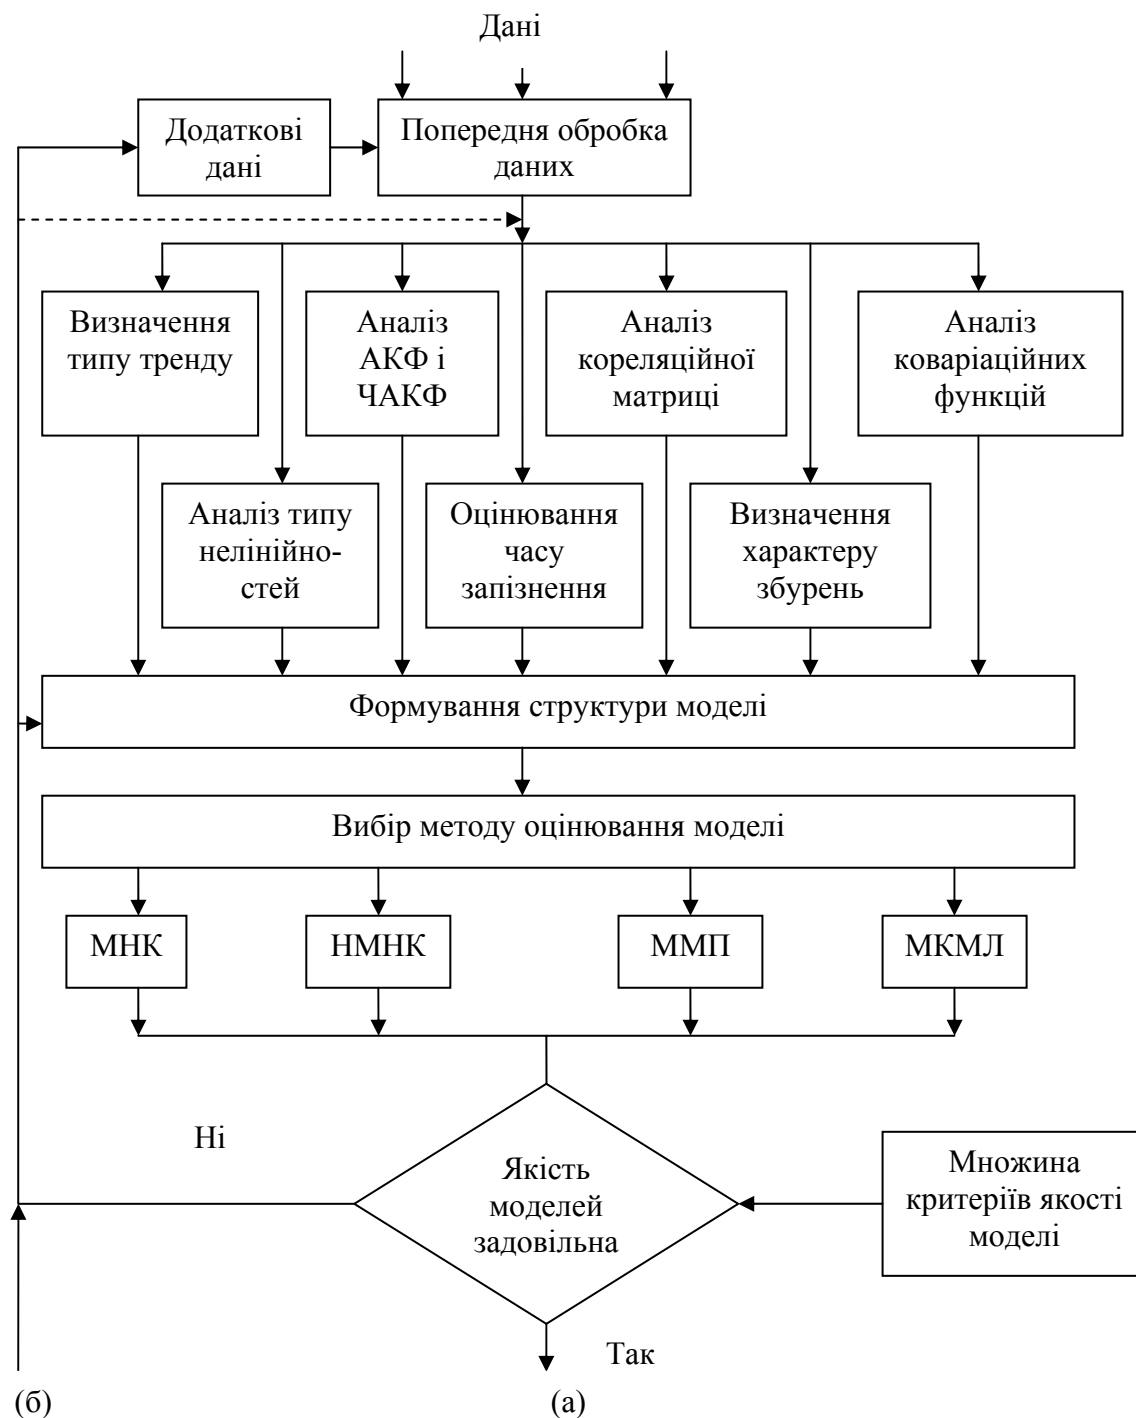 Дані
Додаткові
дані
Попередня обробка
даних
Визначення
типу тренду
Аналіз
АКФ і
ЧАКФ
Аналіз
кореляційної
матриці
Аналіз
коваріаційних
функцій
Аналіз типу
нелінійно-
стей
Оцінювання
часу
запізнення
Визначення
характеру
збурень
Формування структури моделі
Вибір методу оцінювання моделі
МНК
НМНК
ММП
МКМЛ
Ні
Якість
моделей
задовільна
Множина
критеріїв якості
моделі
Так
(б)
(а)